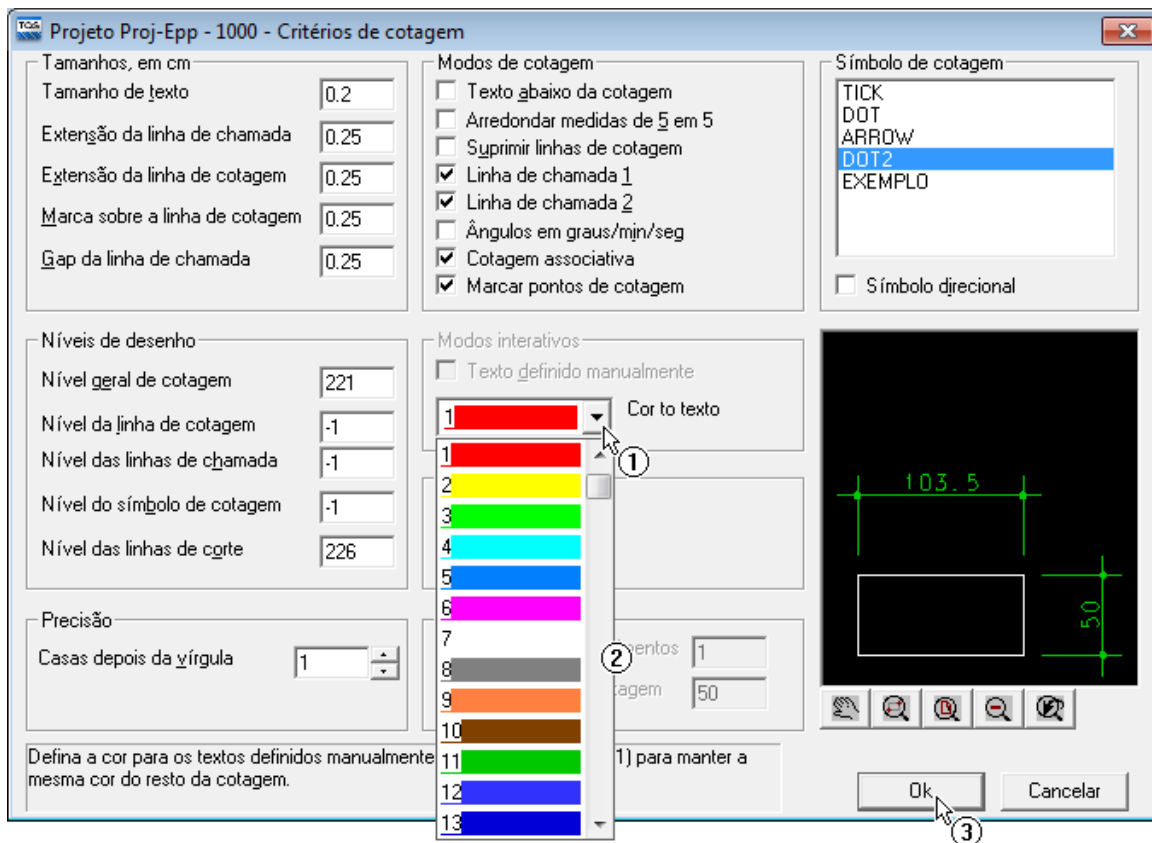 TQS Projeto Proj-Epp - 1000 - Critérios de cotagem
Tamanhos, em cm
Tamanho de texto 0.2
Extensão da linha de chamada 0.25
Extensão da linha de cotagem 0.25
Marca sobre a linha de cotagem 0.25
Gap da linha de chamada 0.25
Modos de cotagem
Texto abaixo da cotagem
Arredondar medidas de 5 em 5
Suprimir linhas de cotagem
Linha de chamada 1
Linha de chamada 2
Ângulos em graus/min/seg
Cotagem associativa
Marcar pontos de cotagem
Símbolo de cotagem
TICK
DOT
ARROW
DOT2
EXEMPLO
Símbolo direcional
Níveis de desenho
Nível geral de cotagem 221
Nível da linha de cotagem -1
Nível das linhas de chamada -1
Nível do símbolo de cotagem -1
Nível das linhas de corte 226
Modos interativos
Texto definido manualmente
1 Cor to texto
1
1
2
3
4
5
6
7
8
9
10
11
12
13
2
1
50
103.5
50
Precisão
Casas depois da vírgula 1
Defina a cor para os textos definidos manualmente 1) para manter a
mesma cor do resto da cotagem.
Ok Cancelar
3